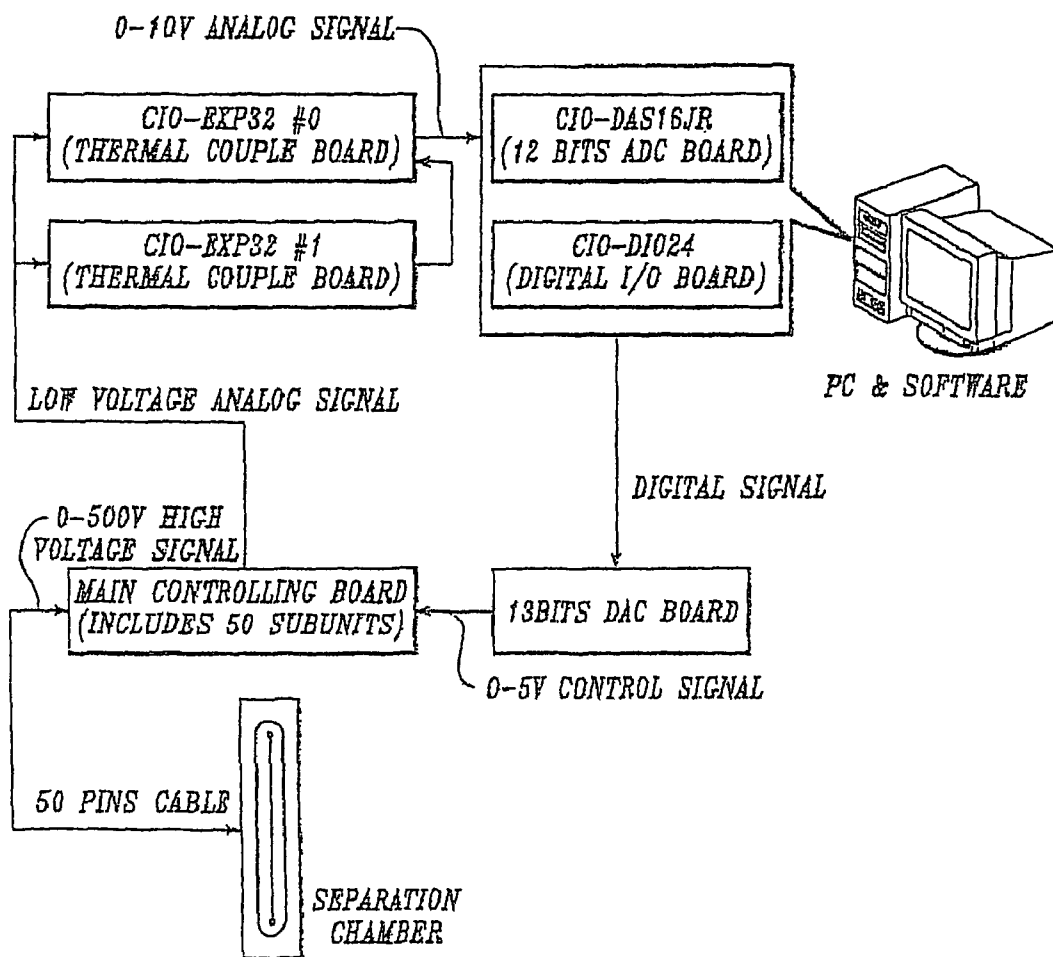 0-10V ANALOG SIGNAL
CIO-EXP32 #0
(THERMAL COUPLE BOARD)
CIO-DAS16JR
(12 BITS ADC BOARD)
CIO-EXP32 #1
(THERMAL COUPLE BOARD)
CIO-DIO24
(DIGITAL I/O BOARD)
PC & SOFTWARE
LOW VOLTAGE ANALOG SIGNAL
DIGITAL SIGNAL
0-500V HIGH
VOLTAGE SIGNAL
MAIN CONTROLLING BOARD
(INCLUDES 50 SUBUNITS)
13BITS DAC BOARD
0-5V CONTROL SIGNAL
50 PINS CABLE
SEPARATION
CHAMBER